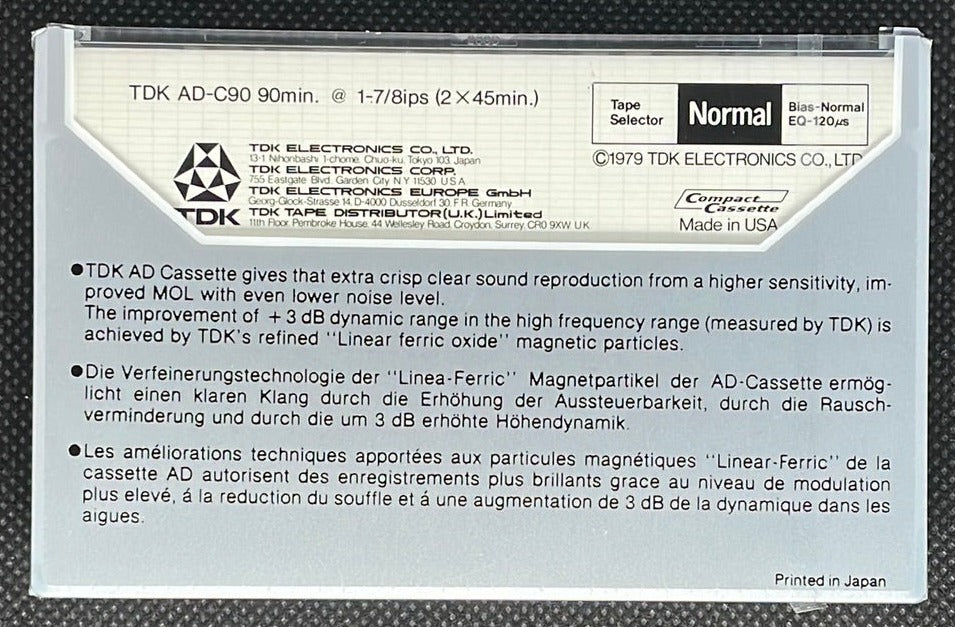 TDK AD-C90 90min. @ 1-7/8ips (2×45min.)
Tape
Selector
Normal
Bias-Normal
EQ-120μs
©1979 TDK ELECTRONICS CO., LTD
TDK
TDK ELECTRONICS CO., LTD.
13-1 Nihonbashi 1-chome, Chuo-ku, Tokyo 103, Japan
TDK ELECTRONICS CORP.
755 Eastgate Blvd. Garden City N.Y. 11530 U.S.A.
TDK ELECTRONICS EUROPE GmbH
Georg-Glock-Strasse 14, D-4000 Dusseldorf 30, F.R. Germany
TDK TAPE DISTRIBUTOR(U.K.)Limited
11th Floor, Pembroke House, 44 Wellesley Road, Croydon, Surrey, CR0 9XW, U.K.
Compact
Cassette
Made in USA
●TDK AD Cassette gives that extra crisp clear sound reproduction from a higher sensitivity, im-
proved MOL with even lower noise level.
The improvement of +3 dB dynamic range in the high frequency range (measured by TDK) is
achieved by TDK's refined "Linear ferric oxide" magnetic particles.
●Die Verfeinerungstechnologie der "Linea-Ferric" Magnetpartikel der AD-Cassette ermög-
licht einen klaren Klang durch die Erhöhung der Aussteuerbarkeit, durch die Rausch-
verminderung und durch die um 3 dB erhöhte Höhendynamik.
●Les améliorations techniques apportées aux particules magnétiques "Linear-Ferric" de la
cassette AD autorisent des enregistrements plus brillants grace au niveau de modulation
plus elevé, á la reduction du souffle et á une augmentation de 3 dB de la dynamique dans les
aigues.
Printed in Japan